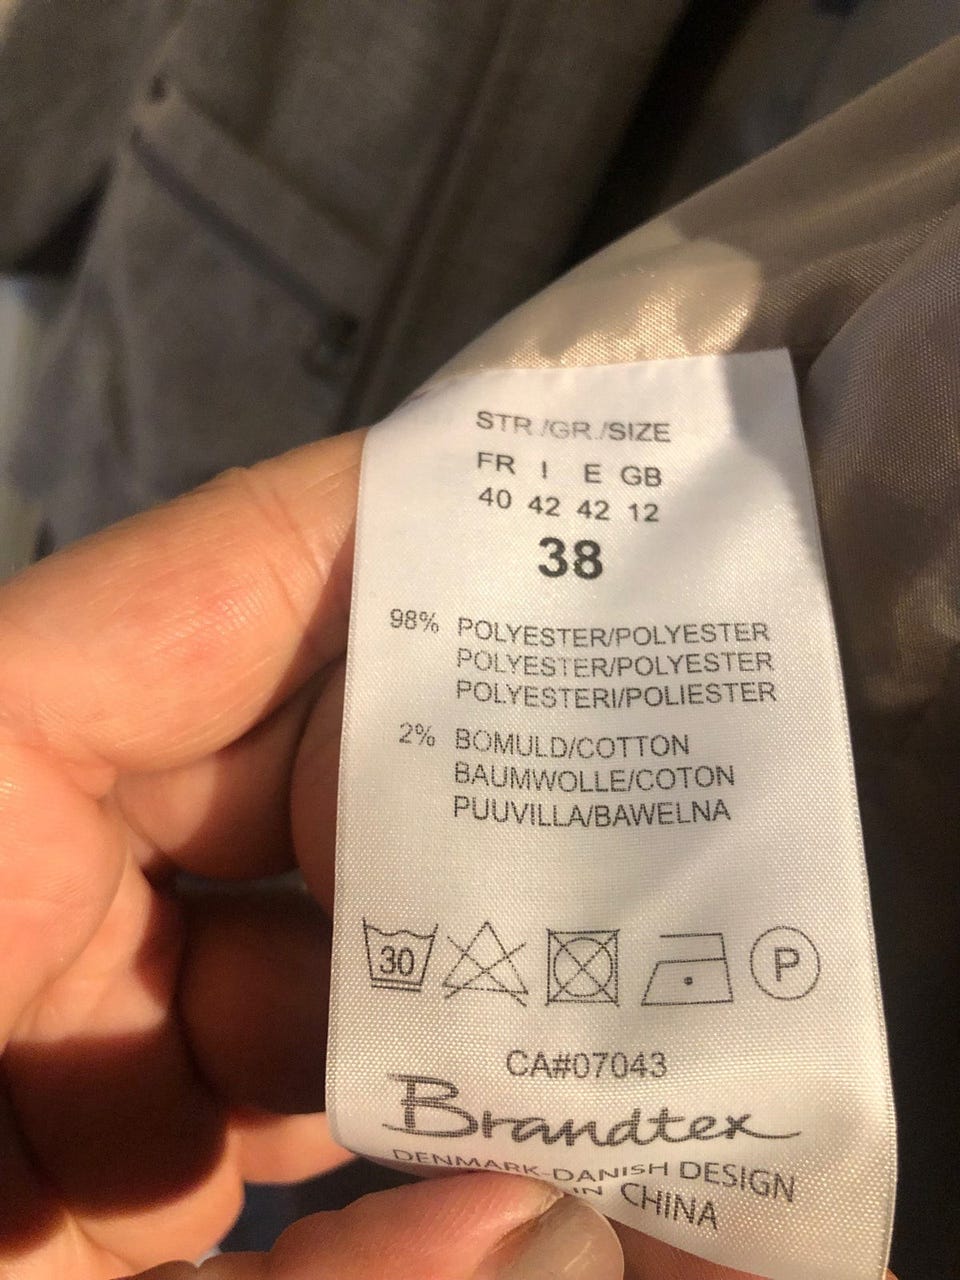 STR./GR./SIZE
FR I E GB
40 42 42 12
38
98% POLYESTER/POLYESTER
POLYESTER/POLYESTER
POLYESTERI/POLIESTER
2% BOMULD/COTTON
BAUMWOLLE/COTON
PUUVILLA/BAWELNA
30
P
CA#07043
Brandtex
DENMARK-DANISH DESIGN
IN CHINA